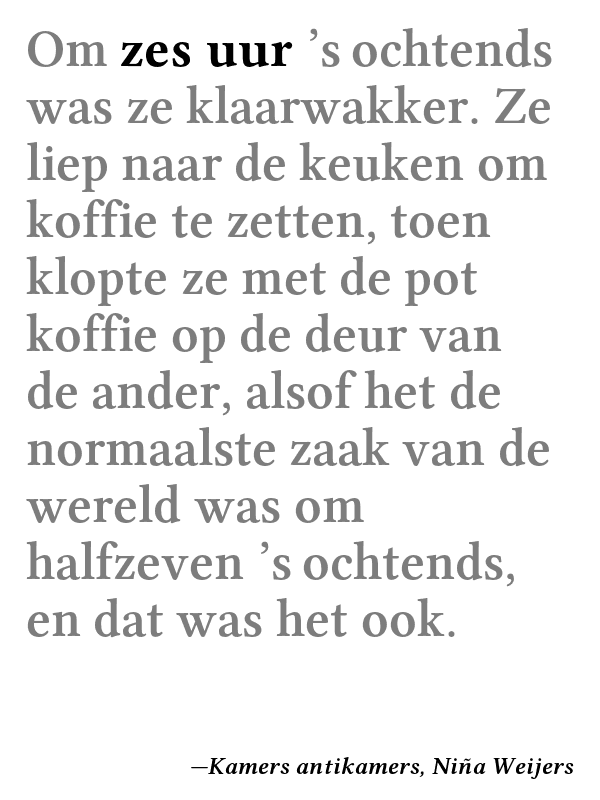 Om zes uur ’s ochtends
was ze klaarwakker. Ze
liep naar de keuken om
koffie te zetten, toen
klopte ze met de pot
koffie op de deur van
de ander, alsof het de
normaalste zaak van de
wereld was om
halfzeven ’s ochtends,
en dat was het ook.
—Kamers antikamers, Niña Weijers